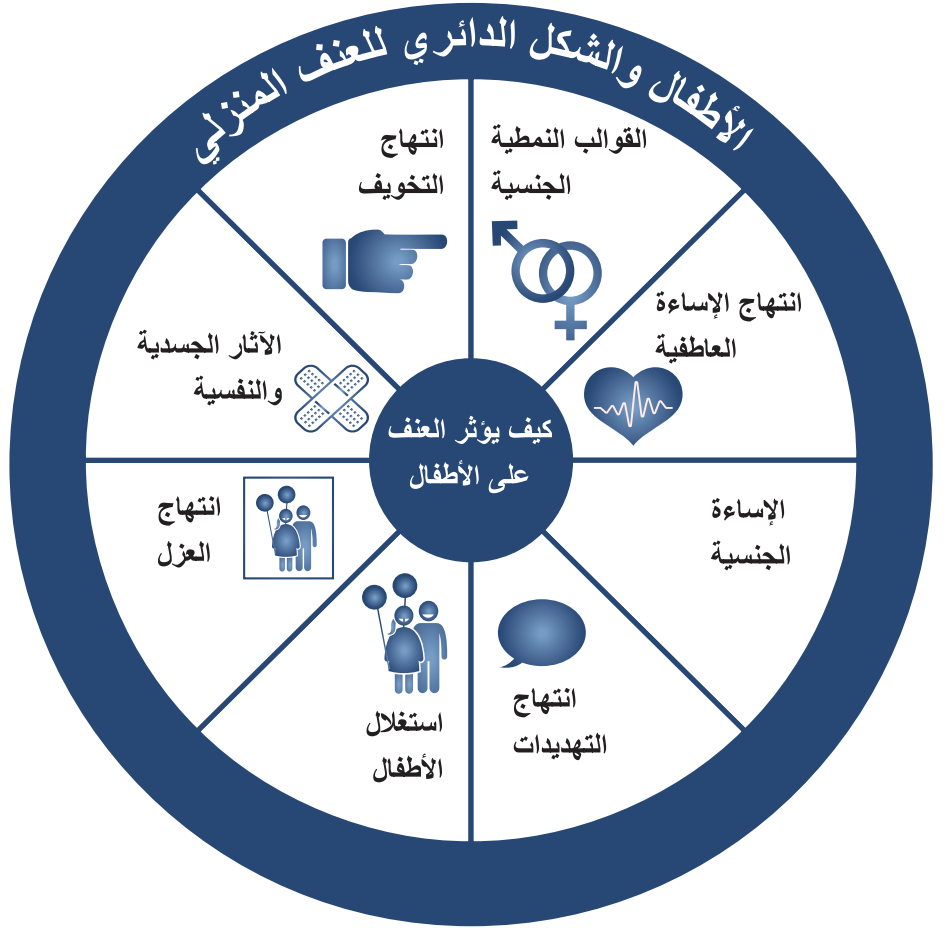 الأطفال والشكل الدائري للعنف المنزلي
القوالب النمطية
الجنسية
انتهاج الإساءة
العاطفية
الإساءة
الجنسية
انتهاج
التهديدات
استغلال
الأطفال
انتهاج
العزل
الآثار الجسدية
والنفسية
انتهاج
التخويف
كيف يؤثر العنف
على الأطفال